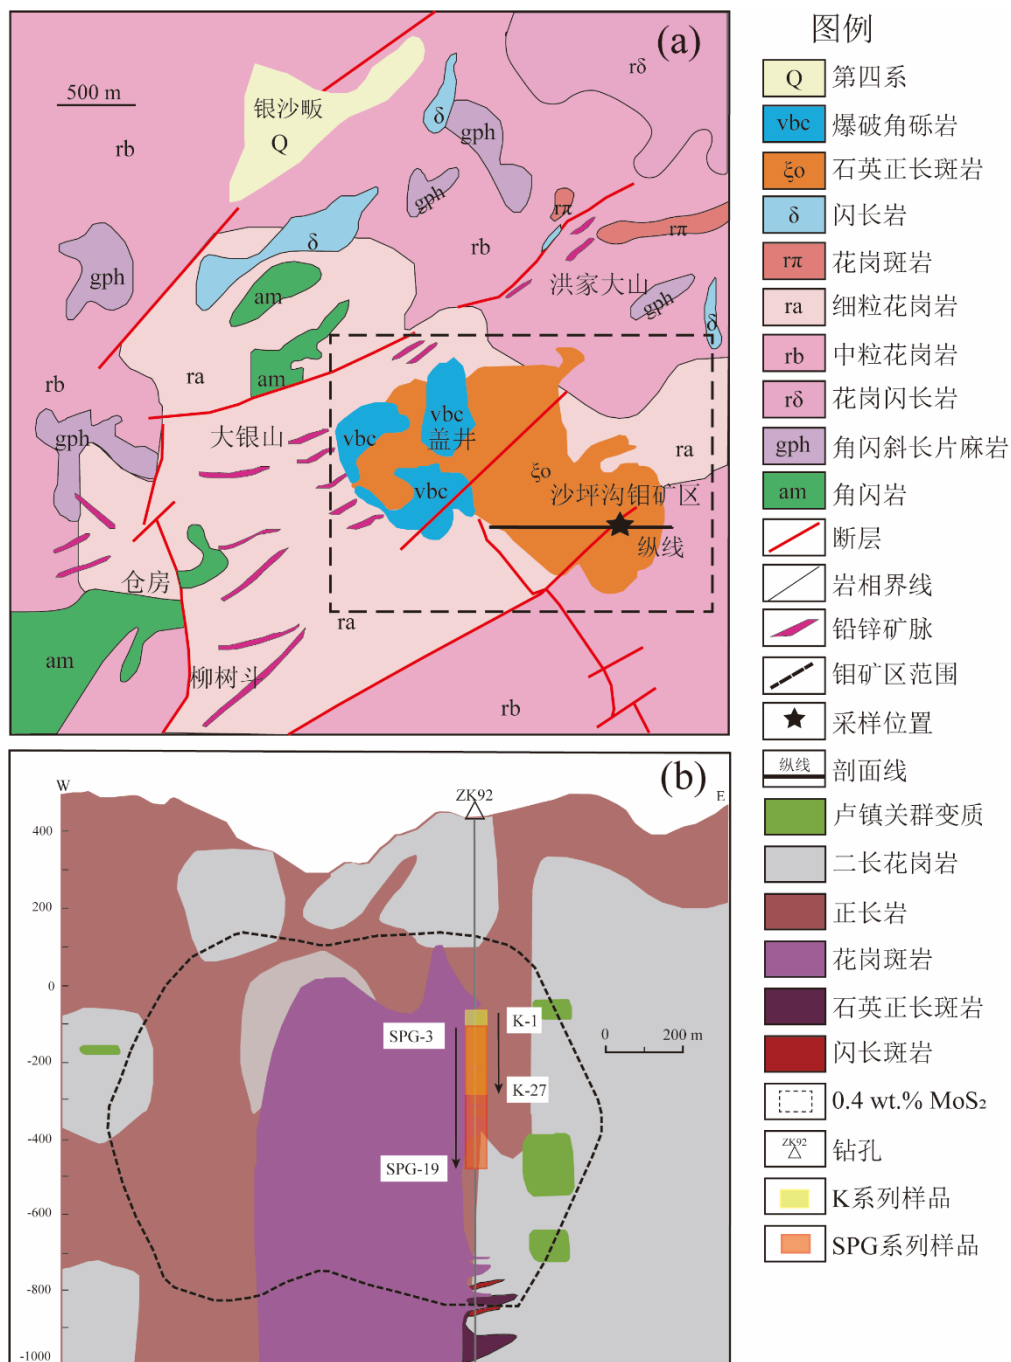 (a)
500 m
银沙畈
Q
rb
δ
gph
gph
rδ
rπ
rπ
rb
洪家大山
gph
δ
δ
gph
am
am
ra
rb
gph
大银山
vbc
vbc
盖井
vbc
ξo
ra
沙坪沟钼矿区
纵线
仓房
ra
am
柳树斗
rb
(b)
W
ZK92
E
400
200
0
-200
-400
-600
-800
-1000
SPG-3
K-1
K-27
SPG-19
0 200 m
图例
Q 第四系
vbc 爆破角砾岩
ξo 石英正长斑岩
δ 闪长岩
rπ 花岗斑岩
ra 细粒花岗岩
rb 中粒花岗岩
rδ 花岗闪长岩
gph 角闪斜长片麻岩
am 角闪岩
断层
岩相界线
铅锌矿脉
钼矿区范围
采样位置
纵线 剖面线
卢镇关群变质
二长花岗岩
正长岩
花岗斑岩
石英正长斑岩
闪长斑岩
0.4 wt.% MoS₂
ZK92 钻孔
K系列样品
SPG系列样品